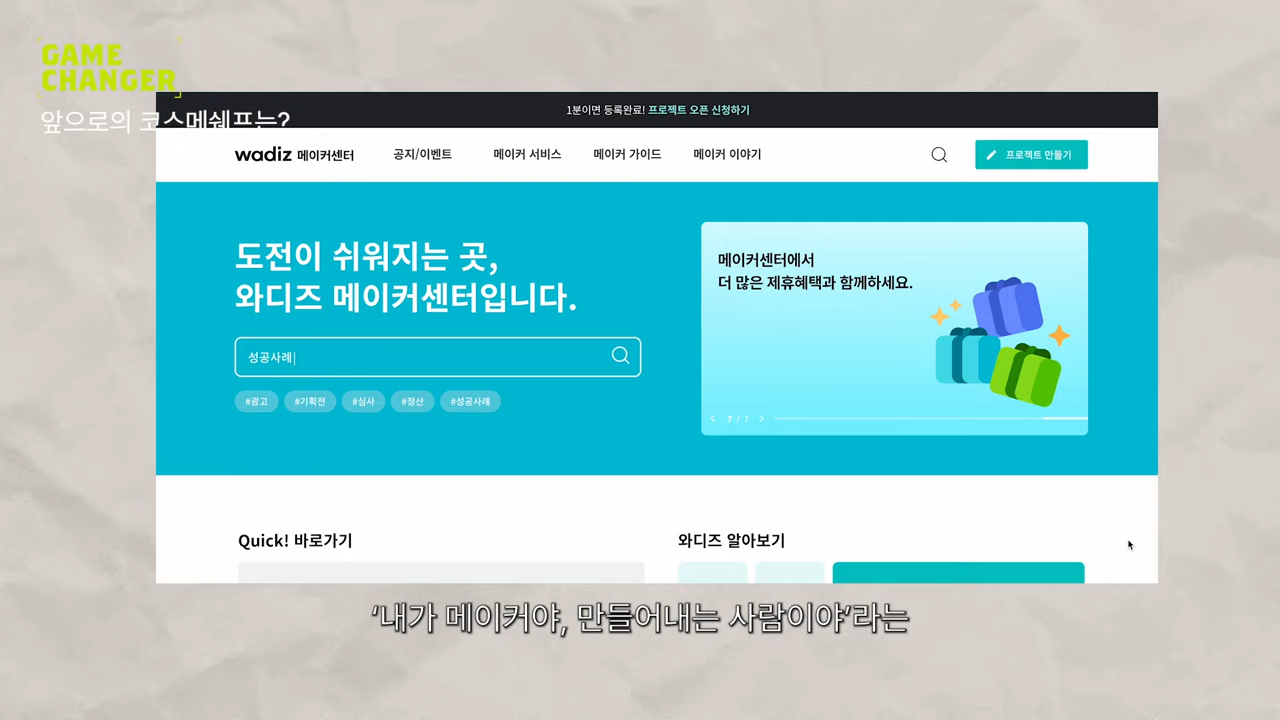 GAME
CHANGER
앞으로의 코스메쉐프는?
1분이면 등록완료! 프로젝트 오픈 신청하기
wadiz 메이커센터
공지/이벤트
메이커 서비스
메이커 가이드
메이커 이야기
프로젝트 만들기
도전이 쉬워지는 곳,
와디즈 메이커센터입니다.
성공사례
#광고
#기획전
#심사
#정산
#성공사례
메이커센터에서
더 많은 제휴혜택과 함께하세요.
7 / 7
Quick! 바로가기
와디즈 알아보기
‘내가 메이커야, 만들어내는 사람이야’라는